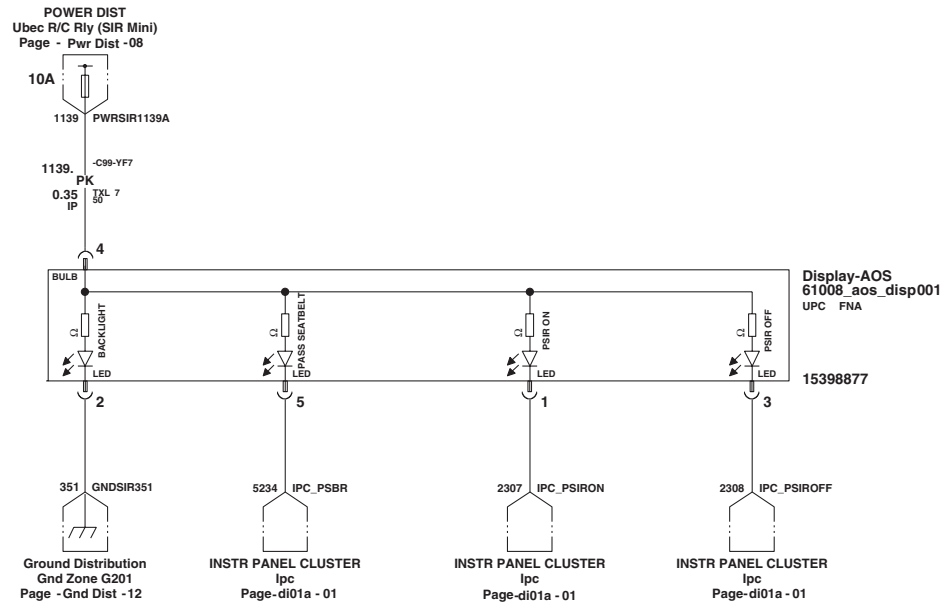 POWER DIST
Ubec R/C Rly (SIR Mini)
Page - Pwr Dist -08
10A
1139 PWRSIR1139A
1139. -C99-YF7
PK
0.35 TXL 7
IP 50
4
BULB
Display-AOS
61008_aos_disp001
UPC FNA
Ω BACKLIGHT
Ω PASS SEATBELT
Ω PSIR ON
Ω PSIR OFF
LED LED LED LED
15398877
2 5 1 3
351 GNDSIR351
5234 IPC_PSBR
2307 IPC_PSIRON
2308 IPC_PSIROFF
Ground Distribution
Gnd Zone G201
Page -Gnd Dist -12
INSTR PANEL CLUSTER
Ipc
Page-di01a - 01
INSTR PANEL CLUSTER
Ipc
Page-di01a - 01
INSTR PANEL CLUSTER
Ipc
Page-di01a - 01